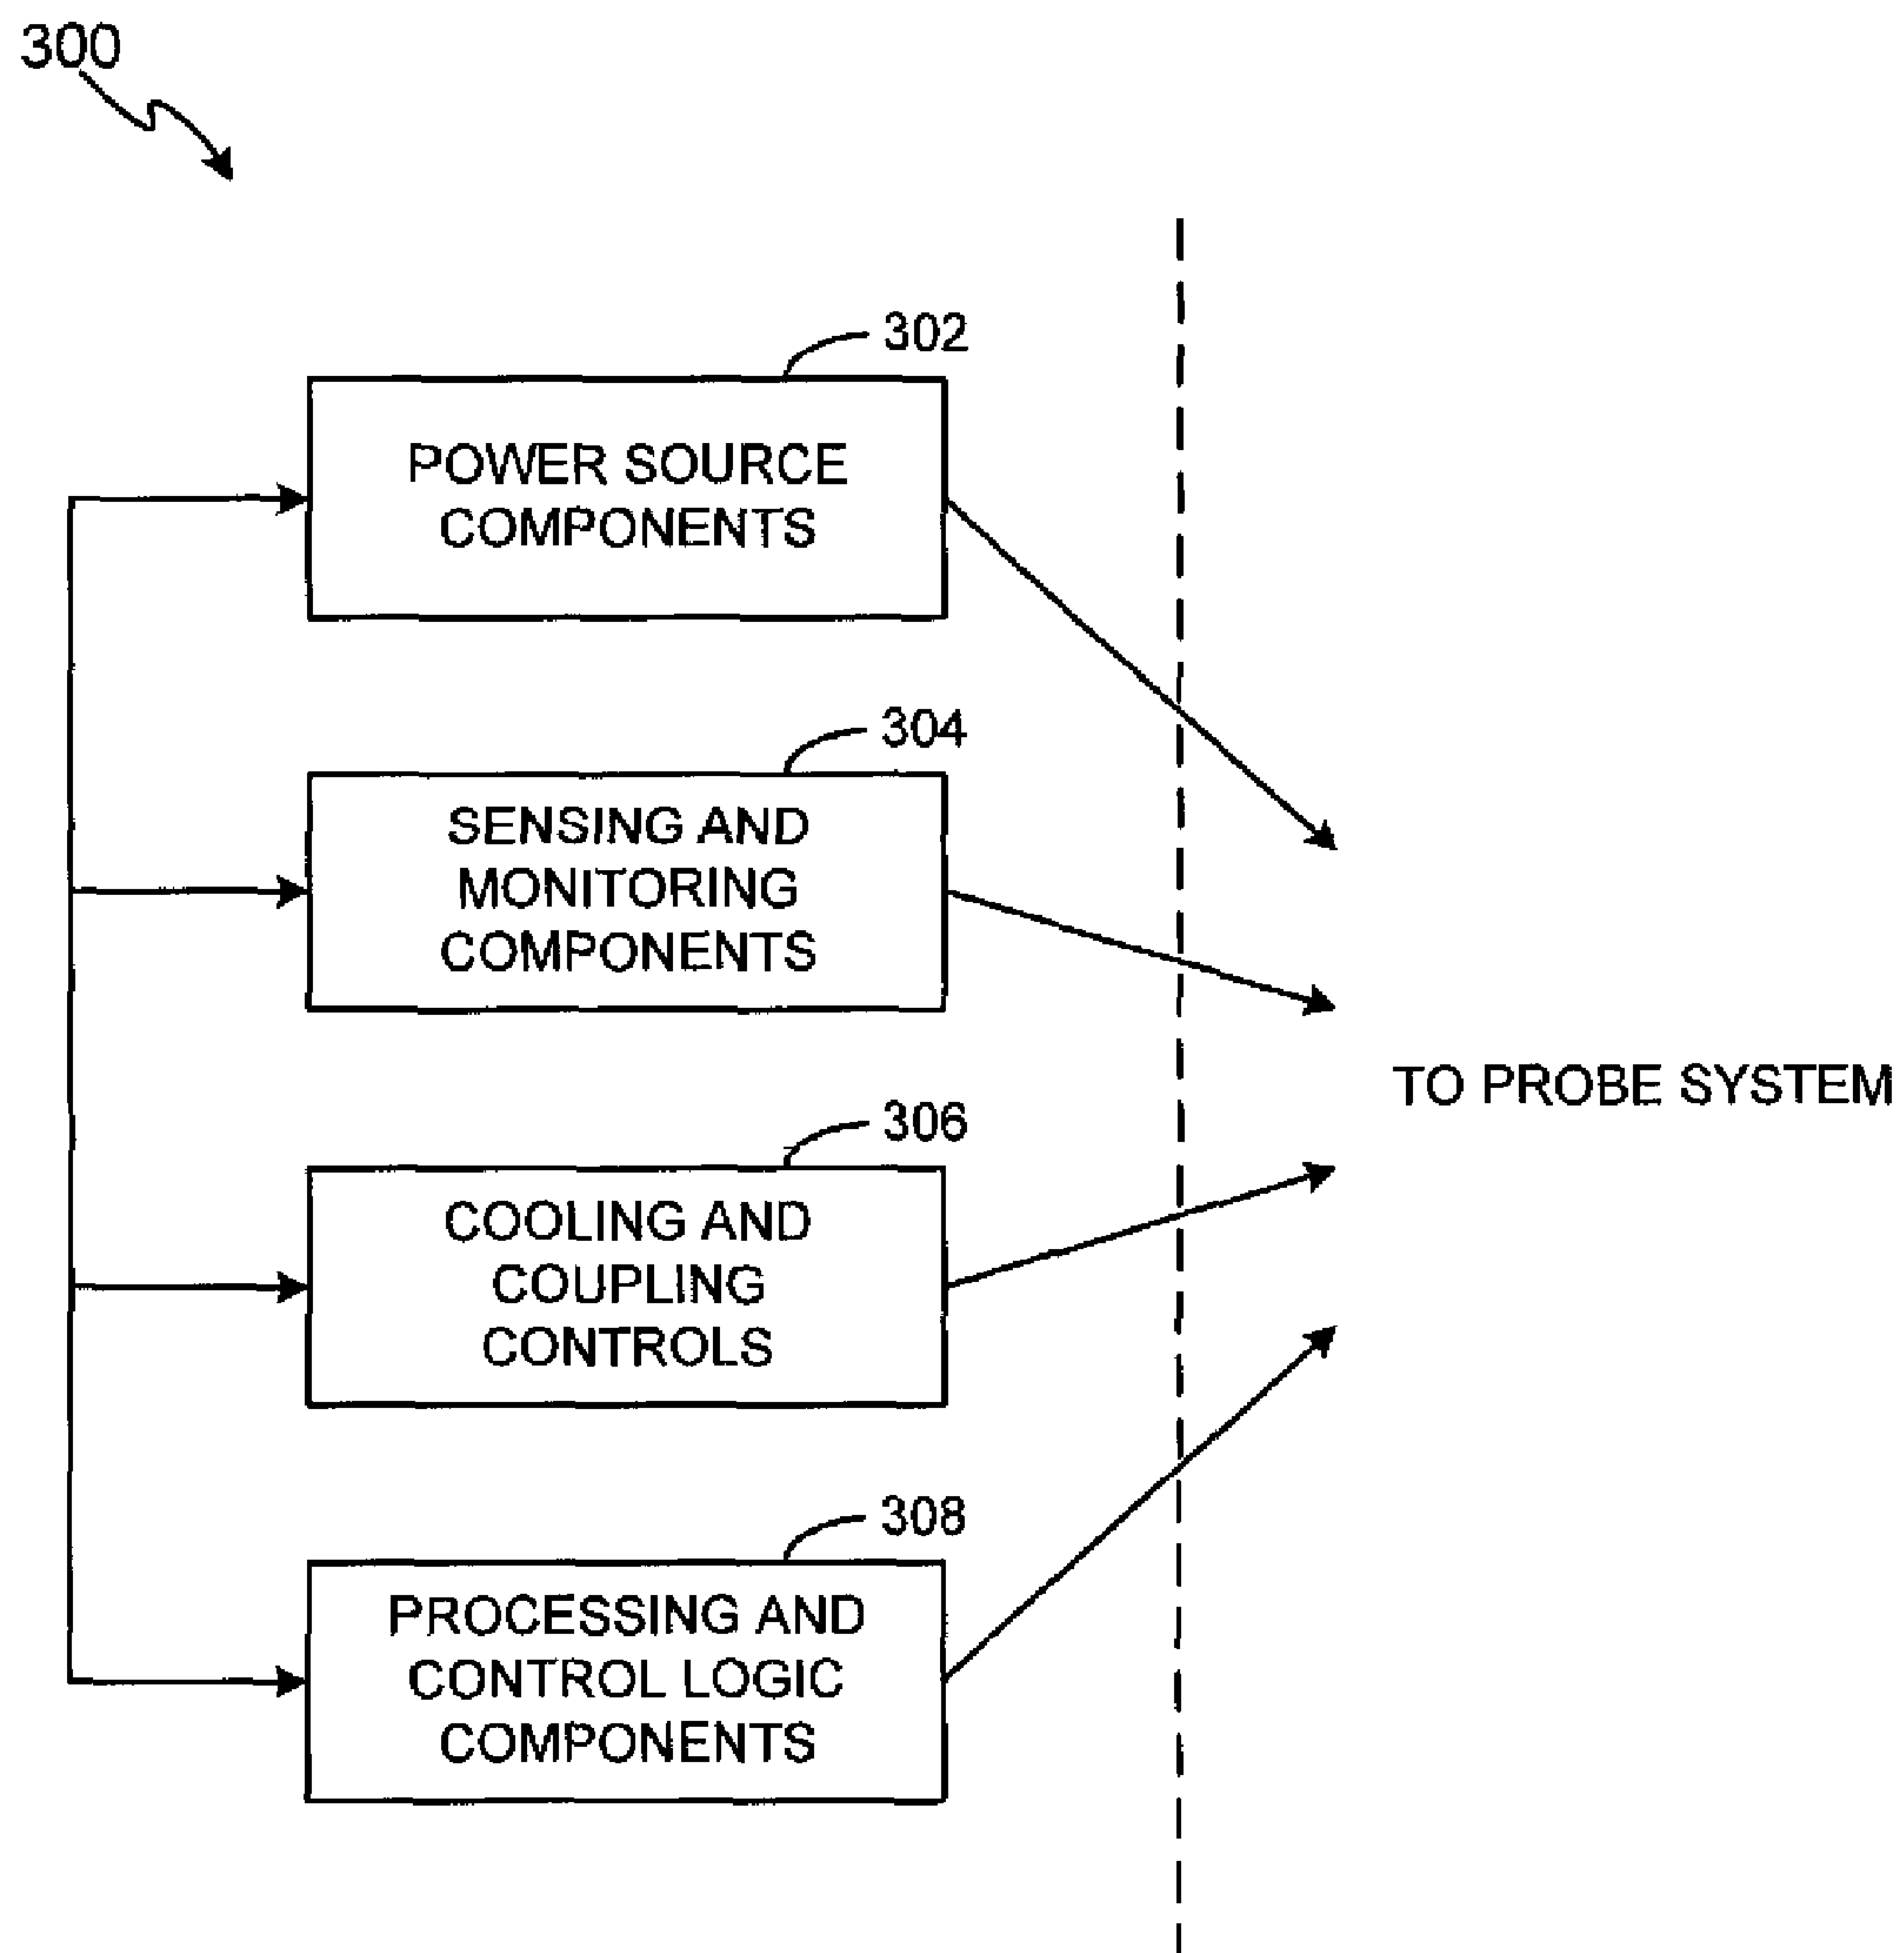 300
302
POWER SOURCE
COMPONENTS
304
SENSING AND
MONITORING
COMPONENTS
TO PROBE SYSTEM
306
COOLING AND
COUPLING
CONTROLS
308
PROCESSING AND
CONTROL LOGIC
COMPONENTS